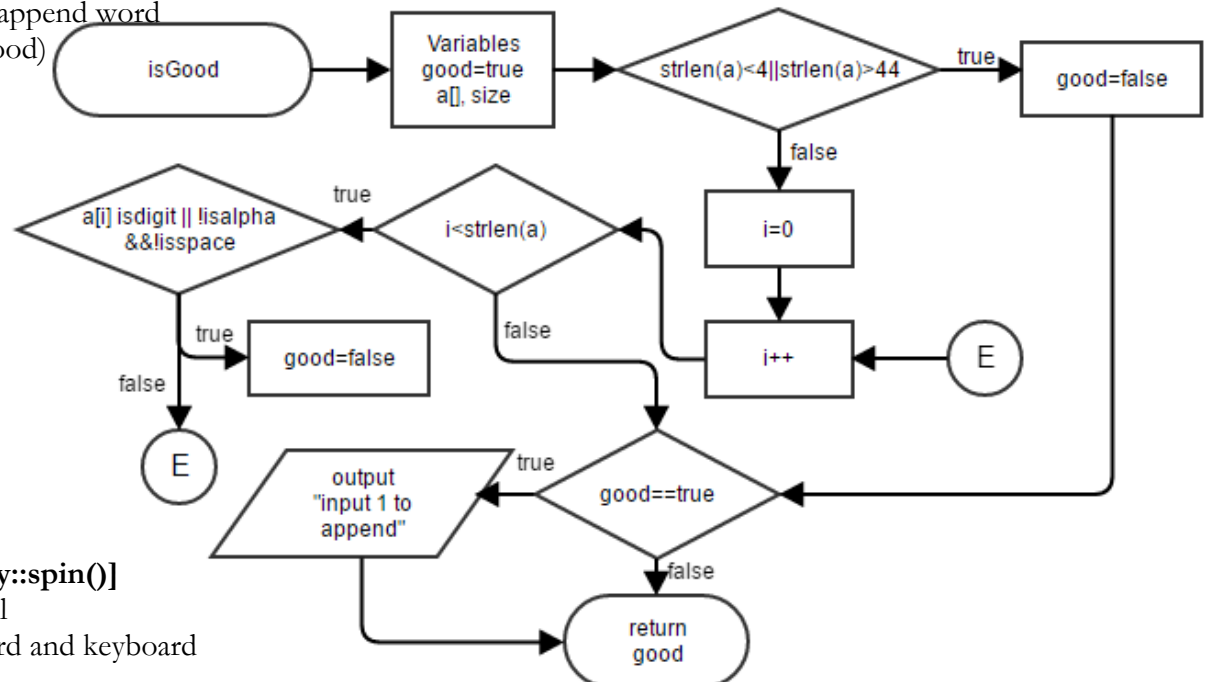 append word
isGood
Variables
good=true
a[], size
strlen(a)<4||strlen(a)>44
true
good=false
false
i=0
i++
E
i<strlen(a)
true
false
a[i] isdigit || !isalpha
&&!isspace
true
good=false
false
E
good==true
true
output
"input 1 to
append"
false
return
good
::spin()]
and keyboard